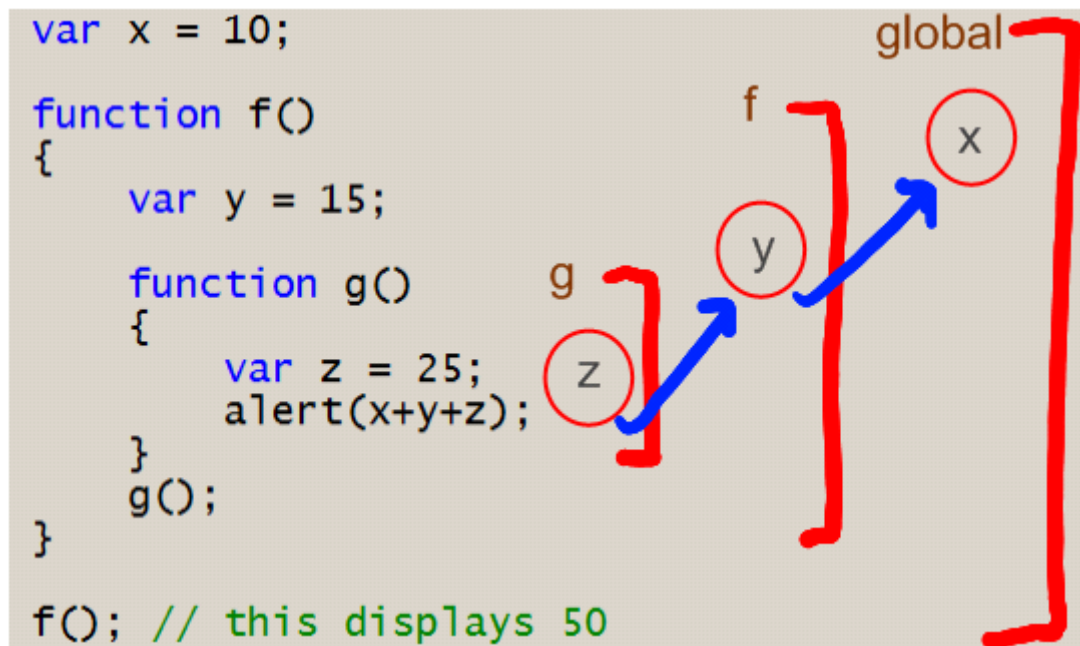 var x = 10;
global
function f()
f
x
{
var y = 15;
y
function g()
g
{
var z = 25;
z
alert(x+y+z);
}
g();
}
f(); // this displays 50